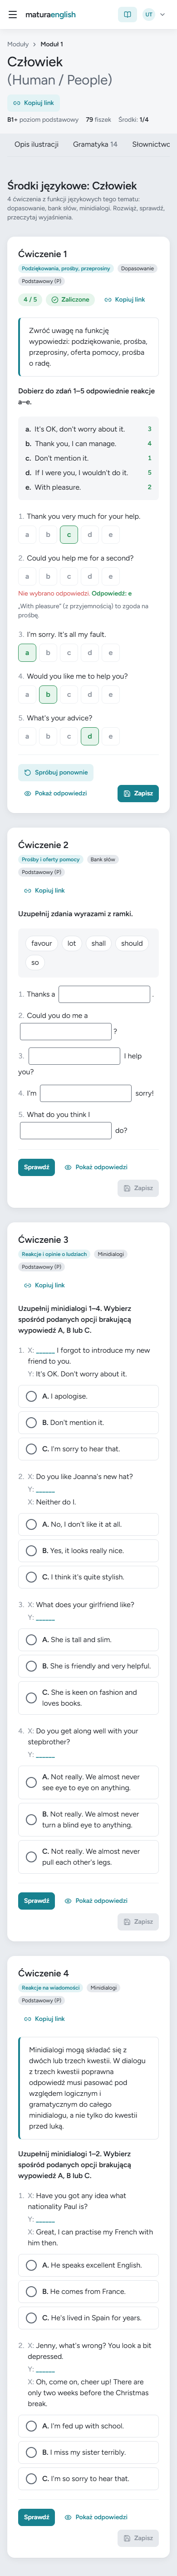 maturaenglish
UT
Moduły > Moduł 1
Człowiek
(Human / People)
Kopiuj link
B1+ poziom podstawowy 79 fiszek Środki: 1/4
Opis ilustracji Gramatyka 14 Słownictwo
Środki językowe: Człowiek
4 ćwiczenia z funkcji językowych tego tematu:
dopasowanie, bank słów, minidialogi. Rozwiąż, sprawdź,
przeczytaj wyjaśnienia.
Ćwiczenie 1
Podziękowania, prośby, przeprosiny Dopasowanie
Podstawowy (P)
4 / 5 Zaliczone Kopiuj link
Zwróć uwagę na funkcję
wypowiedzi: podziękowanie, prośba,
przeprosiny, oferta pomocy, prośba
o radę.
Dobierz do zdań 1–5 odpowiednie reakcje
a–e.
a. It's OK, don't worry about it. 3
b. Thank you, I can manage. 4
c. Don't mention it. 1
d. If I were you, I wouldn't do it. 5
e. With pleasure. 2
1. Thank you very much for your help.
a b c d e
2. Could you help me for a second?
a b c d e
Nie wybrano odpowiedzi. Odpowiedź: e
„With pleasure” (z przyjemnością) to zgoda na
prośbę.
3. I'm sorry. It's all my fault.
a b c d e
4. Would you like me to help you?
a b c d e
5. What's your advice?
a b c d e
Spróbuj ponownie
Pokaż odpowiedzi Zapisz
Ćwiczenie 2
Prośby i oferty pomocy Bank słów
Podstawowy (P)
Kopiuj link
Uzupełnij zdania wyrazami z ramki.
favour lot shall should
so
1. Thanks a .
2. Could you do me a
?
3. I help
you?
4. I'm sorry!
5. What do you think I
do?
Sprawdź Pokaż odpowiedzi
Zapisz
Ćwiczenie 3
Reakcje i opinie o ludziach Minidialogi
Podstawowy (P)
Kopiuj link
Uzupełnij minidialogi 1–4. Wybierz
spośród podanych opcji brakującą
wypowiedź A, B lub C.
1. X: ______ I forgot to introduce my new
friend to you.
Y: It's OK. Don't worry about it.
A. I apologise.
B. Don't mention it.
C. I'm sorry to hear that.
2. X: Do you like Joanna's new hat?
Y: ______
X: Neither do I.
A. No, I don't like it at all.
B. Yes, it looks really nice.
C. I think it's quite stylish.
3. X: What does your girlfriend like?
Y: ______
A. She is tall and slim.
B. She is friendly and very helpful.
C. She is keen on fashion and
loves books.
4. X: Do you get along well with your
stepbrother?
Y: ______
A. Not really. We almost never
see eye to eye on anything.
B. Not really. We almost never
turn a blind eye to anything.
C. Not really. We almost never
pull each other's legs.
Sprawdź Pokaż odpowiedzi
Zapisz
Ćwiczenie 4
Reakcje na wiadomości Minidialogi
Podstawowy (P)
Kopiuj link
Minidialogi mogą składać się z
dwóch lub trzech kwestii. W dialogu
z trzech kwestii poprawna
odpowiedź musi pasować pod
względem logicznym i
gramatycznym do całego
minidialogu, a nie tylko do kwestii
przed luką.
Uzupełnij minidialogi 1–2. Wybierz
spośród podanych opcji brakującą
wypowiedź A, B lub C.
1. X: Have you got any idea what
nationality Paul is?
Y: ______
X: Great, I can practise my French with
him then.
A. He speaks excellent English.
B. He comes from France.
C. He's lived in Spain for years.
2. X: Jenny, what's wrong? You look a bit
depressed.
Y: ______
X: Oh, come on, cheer up! There are
only two weeks before the Christmas
break.
A. I'm fed up with school.
B. I miss my sister terribly.
C. I'm so sorry to hear that.
Sprawdź Pokaż odpowiedzi
Zapisz